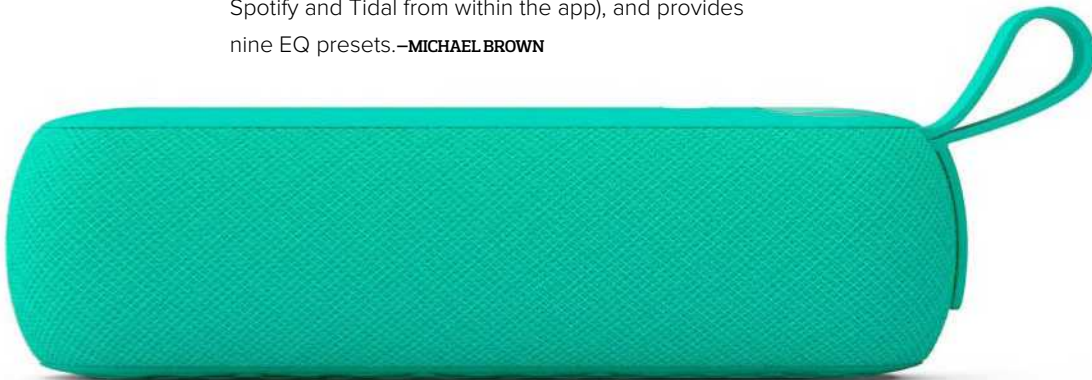 Spotify and Tidal from within the app), and provides
nine EQ presets.–MICHAEL BROWN